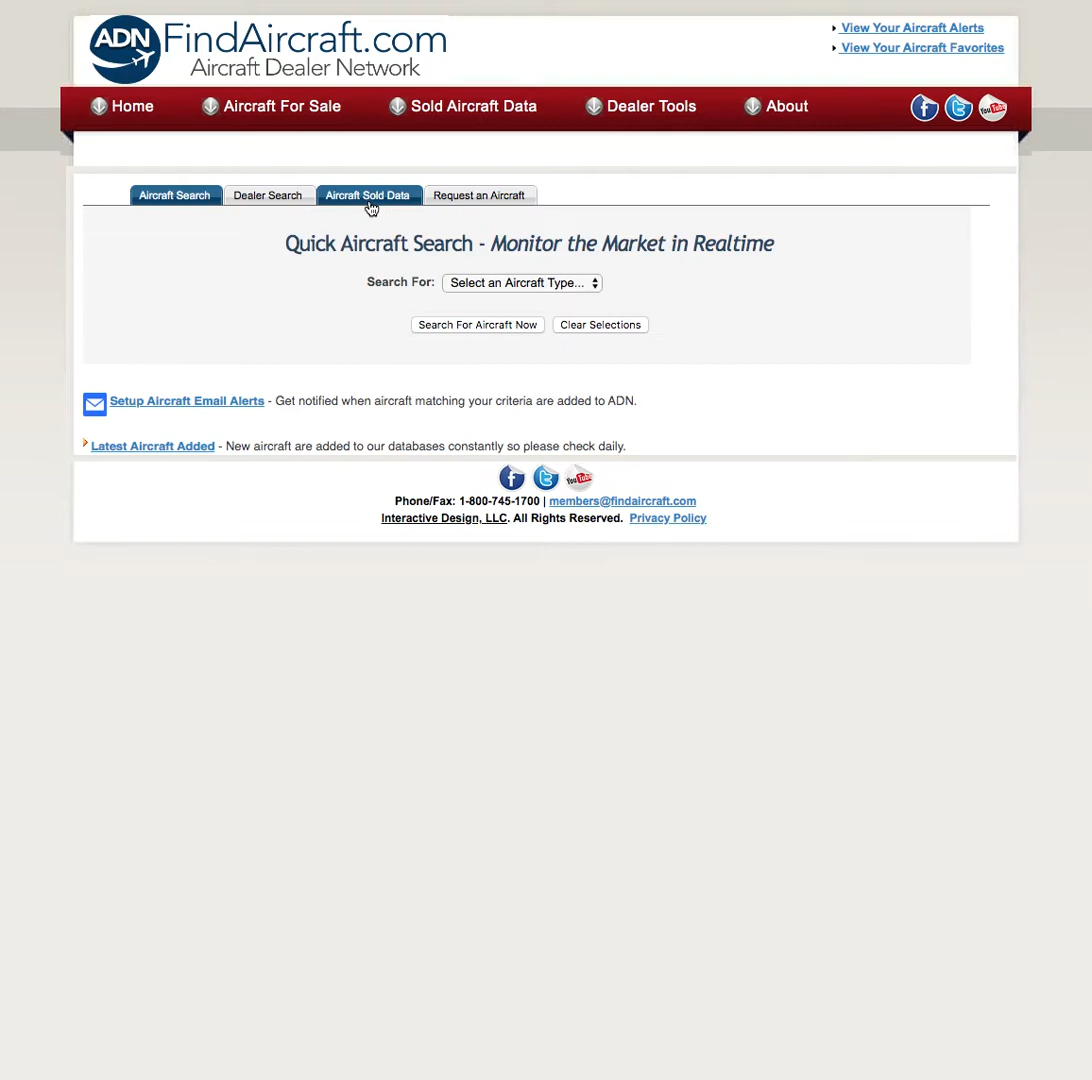 ADN FindAircraft.com
Aircraft Dealer Network
View Your Aircraft Alerts
View Your Aircraft Favorites
Home Aircraft For Sale Sold Aircraft Data Dealer Tools About f t You Tube
Aircraft Search Dealer Search Aircraft Sold Data Request an Aircraft
Quick Aircraft Search - Monitor the Market in Realtime
Search For: Select an Aircraft Type...
Search For Aircraft Now Clear Selections
Setup Aircraft Email Alerts - Get notified when aircraft matching your criteria are added to ADN.
Latest Aircraft Added - New aircraft are added to our databases constantly so please check daily.
f t You Tube
Phone/Fax: 1-800-745-1700 | members@findaircraft.com
Interactive Design, LLC. All Rights Reserved. Privacy Policy